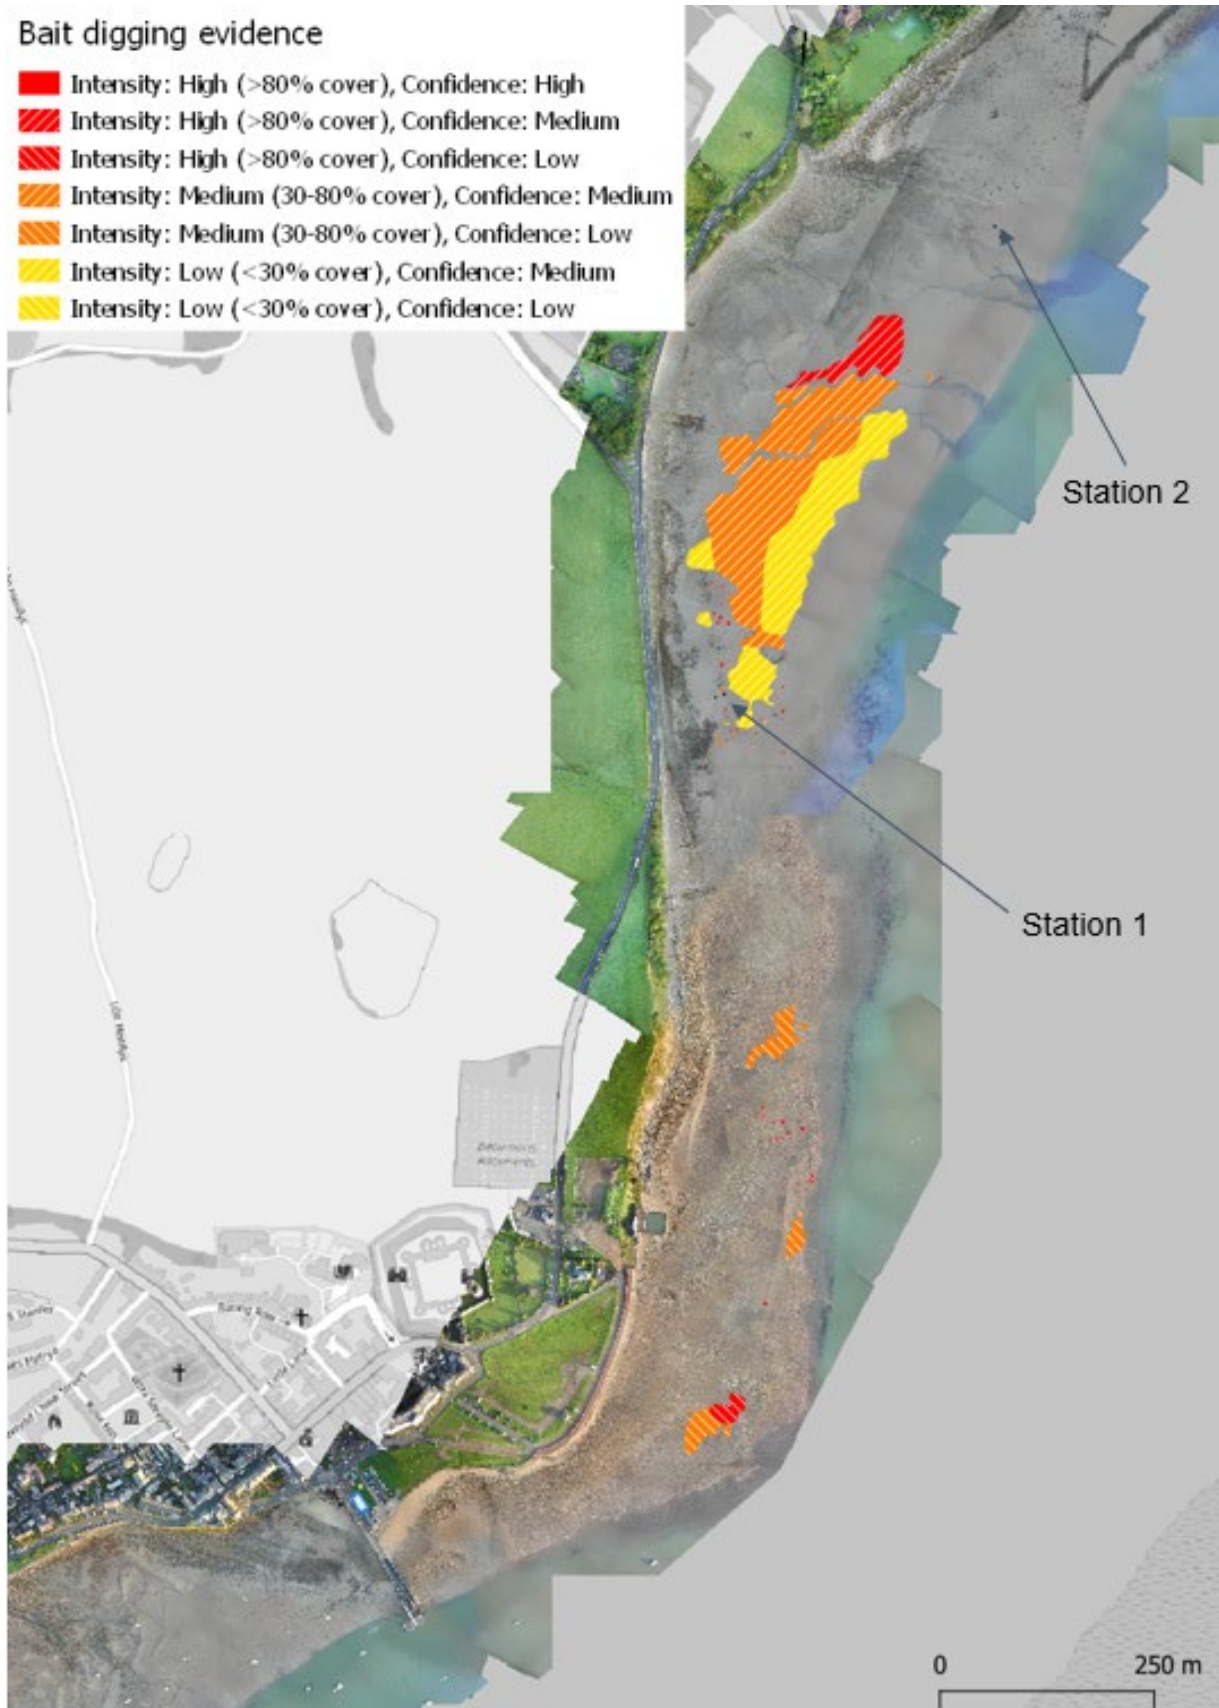 Bait digging evidence
Intensity: High (>80% cover), Confidence: High
Intensity: High (>80% cover), Confidence: Medium
Intensity: High (>80% cover), Confidence: Low
Intensity: Medium (30-80% cover), Confidence: Medium
Intensity: Medium (30-80% cover), Confidence: Low
Intensity: Low (<30% cover), Confidence: Medium
Intensity: Low (<30% cover), Confidence: Low
Station 2
Station 1
Rating Row
0 250 m